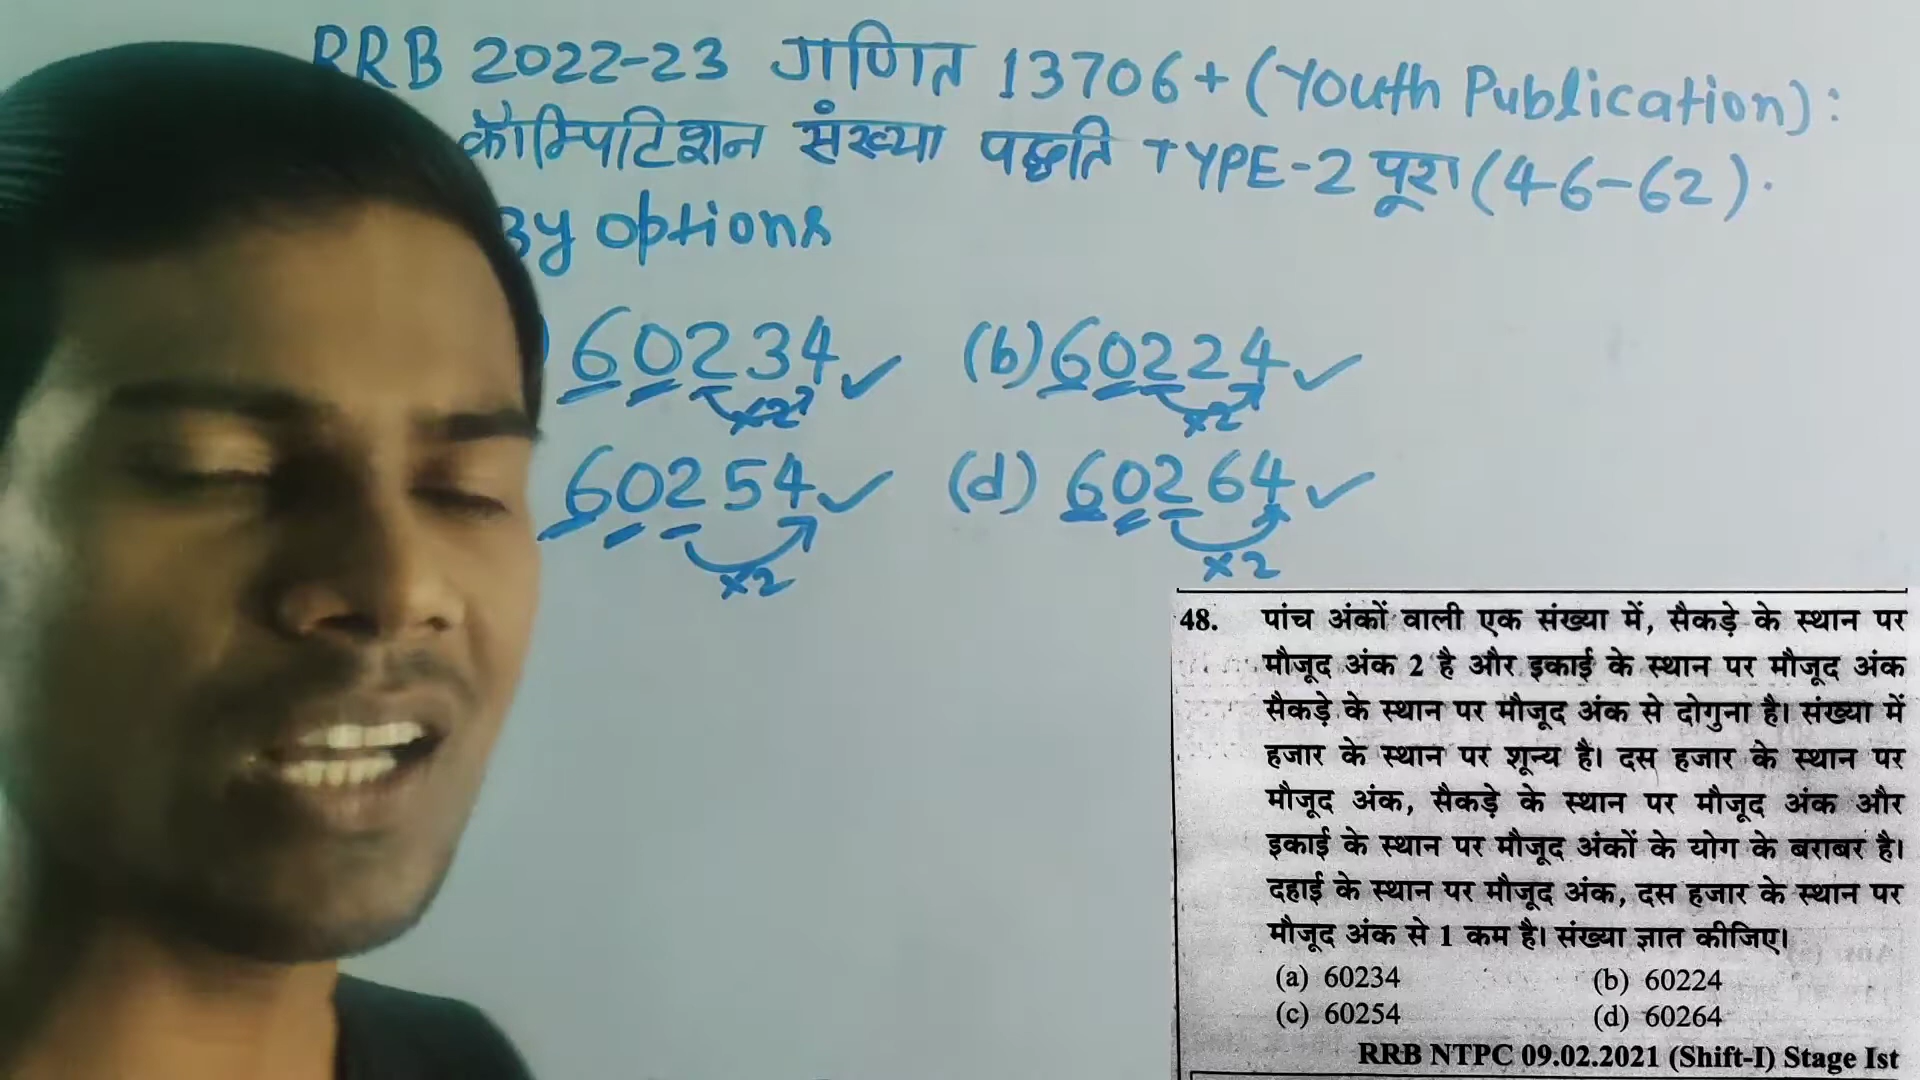 RRB 2022-23 गणित 13706+ (Youth Publication):
कॉम्पिटिशन संख्या पद्धति TYPE-2 पूरा (46-62).
By options
) 60234 ✓ (b) 60224 ✓
×2 ×2
60254 ✓ (d) 60264 ✓
×2 ×2
48. पांच अंकों वाली एक संख्या में, सैकड़े के स्थान पर
मौजूद अंक 2 है और इकाई के स्थान पर मौजूद अंक
सैकड़े के स्थान पर मौजूद अंक से दोगुना है। संख्या में
हजार के स्थान पर शून्य है। दस हजार के स्थान पर
मौजूद अंक, सैकड़े के स्थान पर मौजूद अंक और
इकाई के स्थान पर मौजूद अंकों के योग के बराबर है।
दहाई के स्थान पर मौजूद अंक, दस हजार के स्थान पर
मौजूद अंक से 1 कम है। संख्या ज्ञात कीजिए।
(a) 60234 (b) 60224
(c) 60254 (d) 60264
RRB NTPC 09.02.2021 (Shift-I) Stage Ist